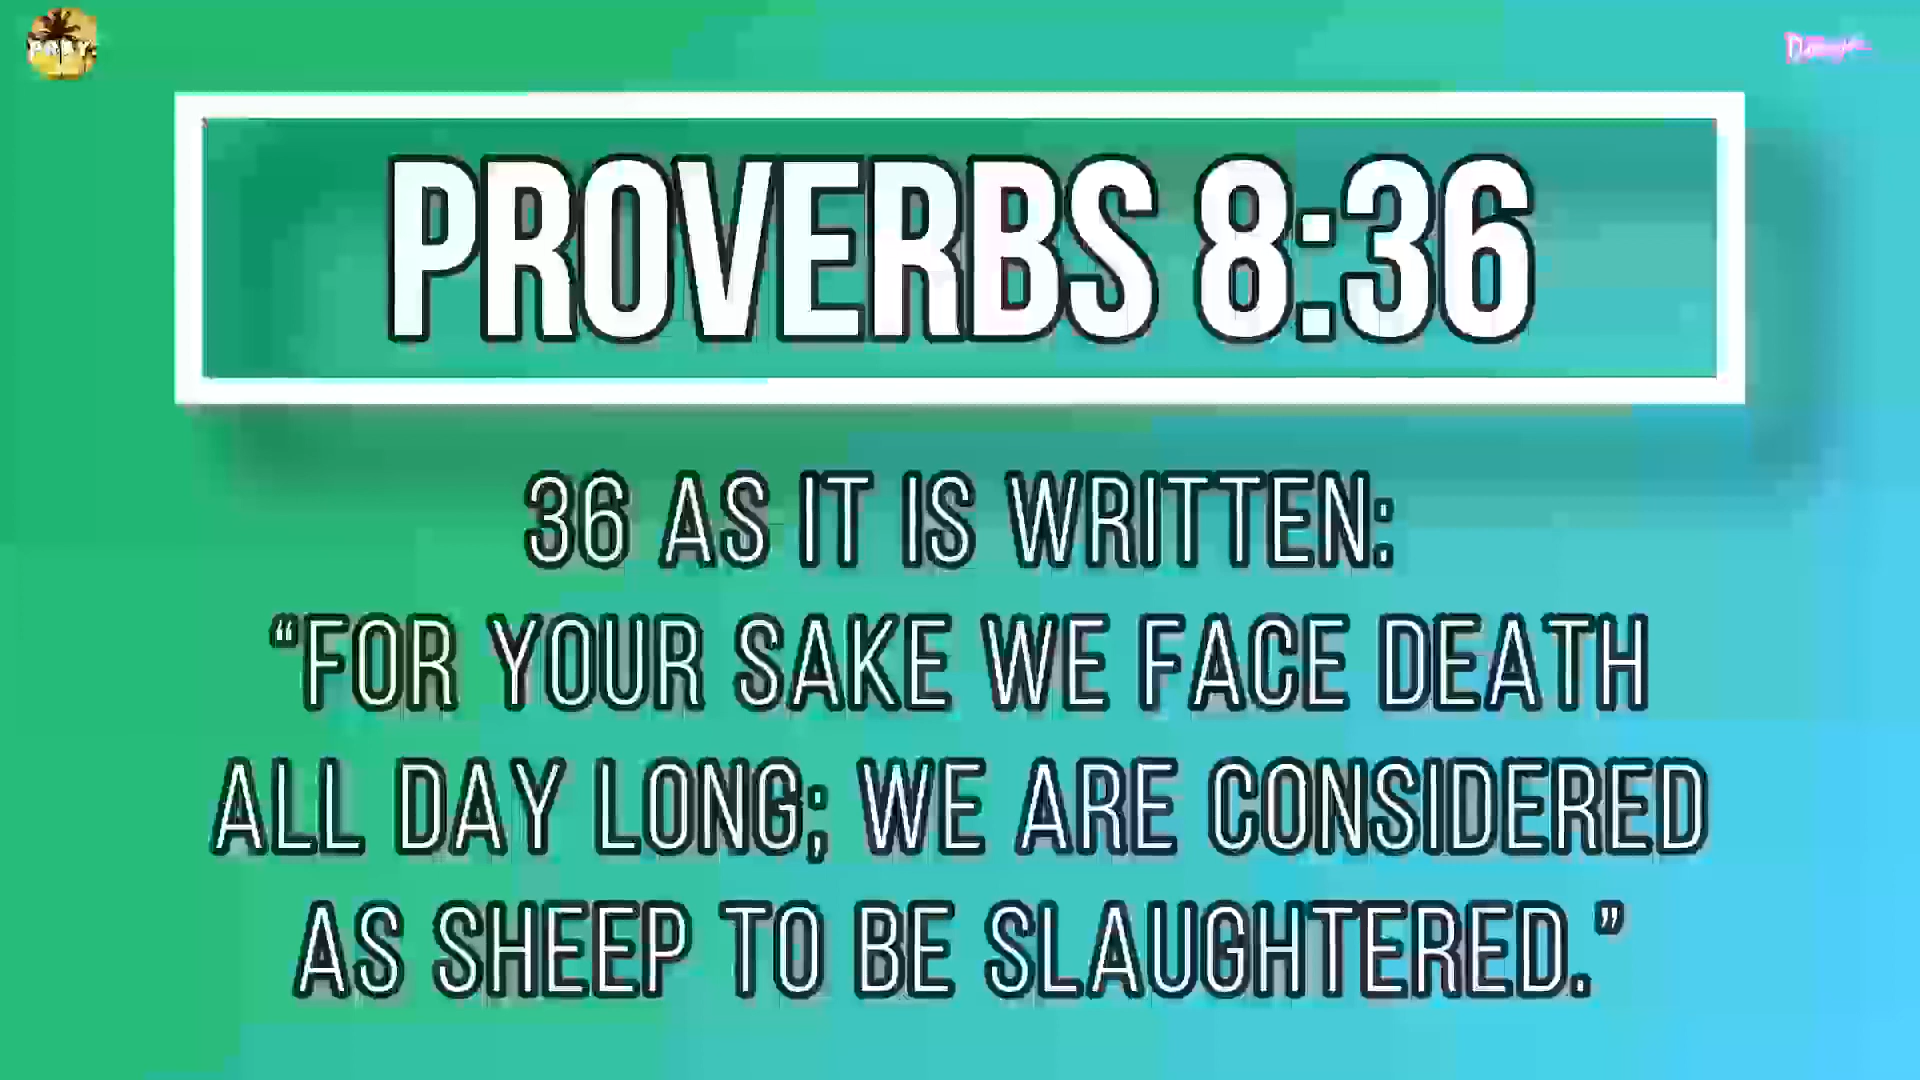 PRAY.
PROVERBS 8:36
36 AS IT IS WRITTEN:
“FOR YOUR SAKE WE FACE DEATH
ALL DAY LONG; WE ARE CONSIDERED
AS SHEEP TO BE SLAUGHTERED.”